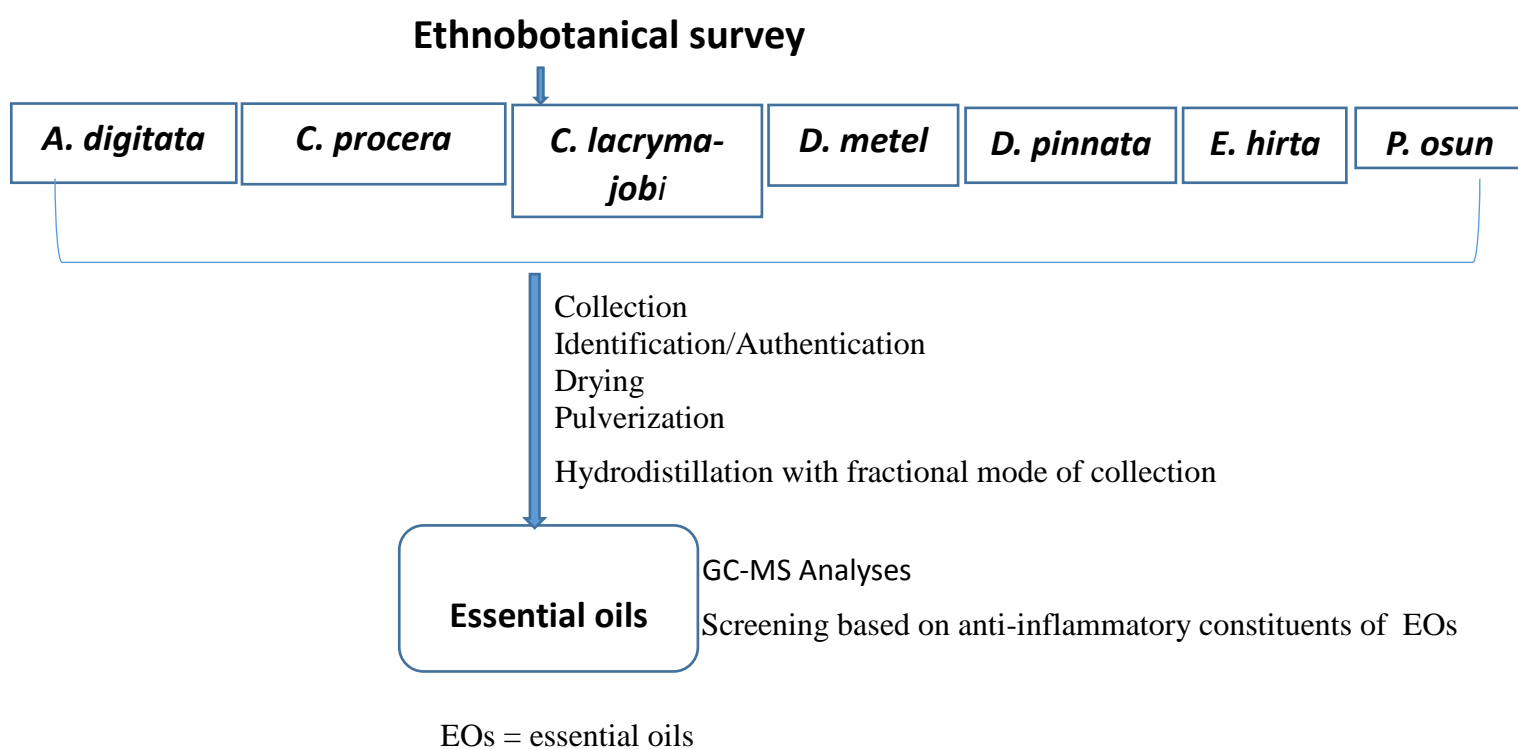 Ethnobotanical survey
A. digitata
C. procera
C. lacryma-
jobi
D. metel
D. pinnata
E. hirta
P. osun
Collection
Identification/Authentication
Drying
Pulverization
Hydrodistillation with fractional mode of collection
Essential oils
GC-MS Analyses
Screening based on anti-inflammatory constituents of EOs
EOs = essential oils